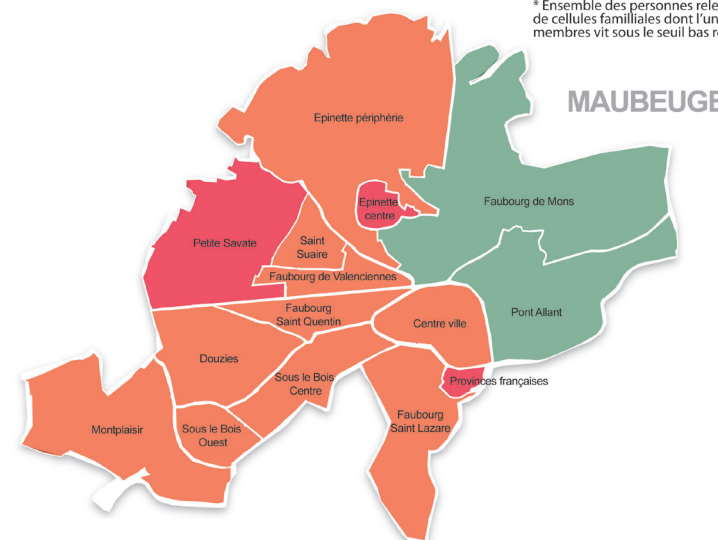 * Ensemble des personnes rele
de cellules familliales dont l'un
membres vit sous le seuil bas r
MAUBEUGE
Epinette périphérie
Epinette
centre
Faubourg de Mons
Petite Savate
Saint
Suaire
Faubourg de Valenciennes
Faubourg
Saint Quentin
Centre ville
Pont Allant
Douzies
Sous le Bois
Centre
Provinces françaises
Montplaisir
Sous le Bois
Ouest
Faubourg
Saint Lazare